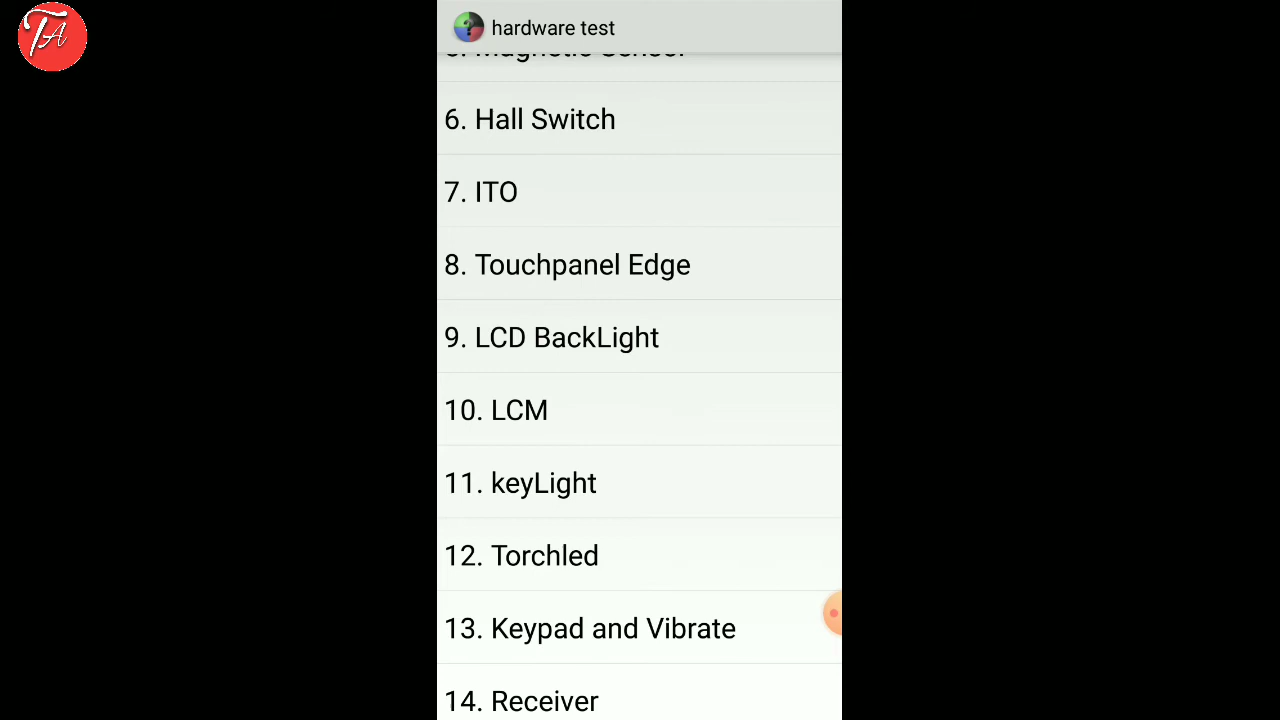 TA
hardware test
6. Hall Switch
7. ITO
8. Touchpanel Edge
9. LCD BackLight
10. LCM
11. keyLight
12. Torchled
13. Keypad and Vibrate
14. Receiver